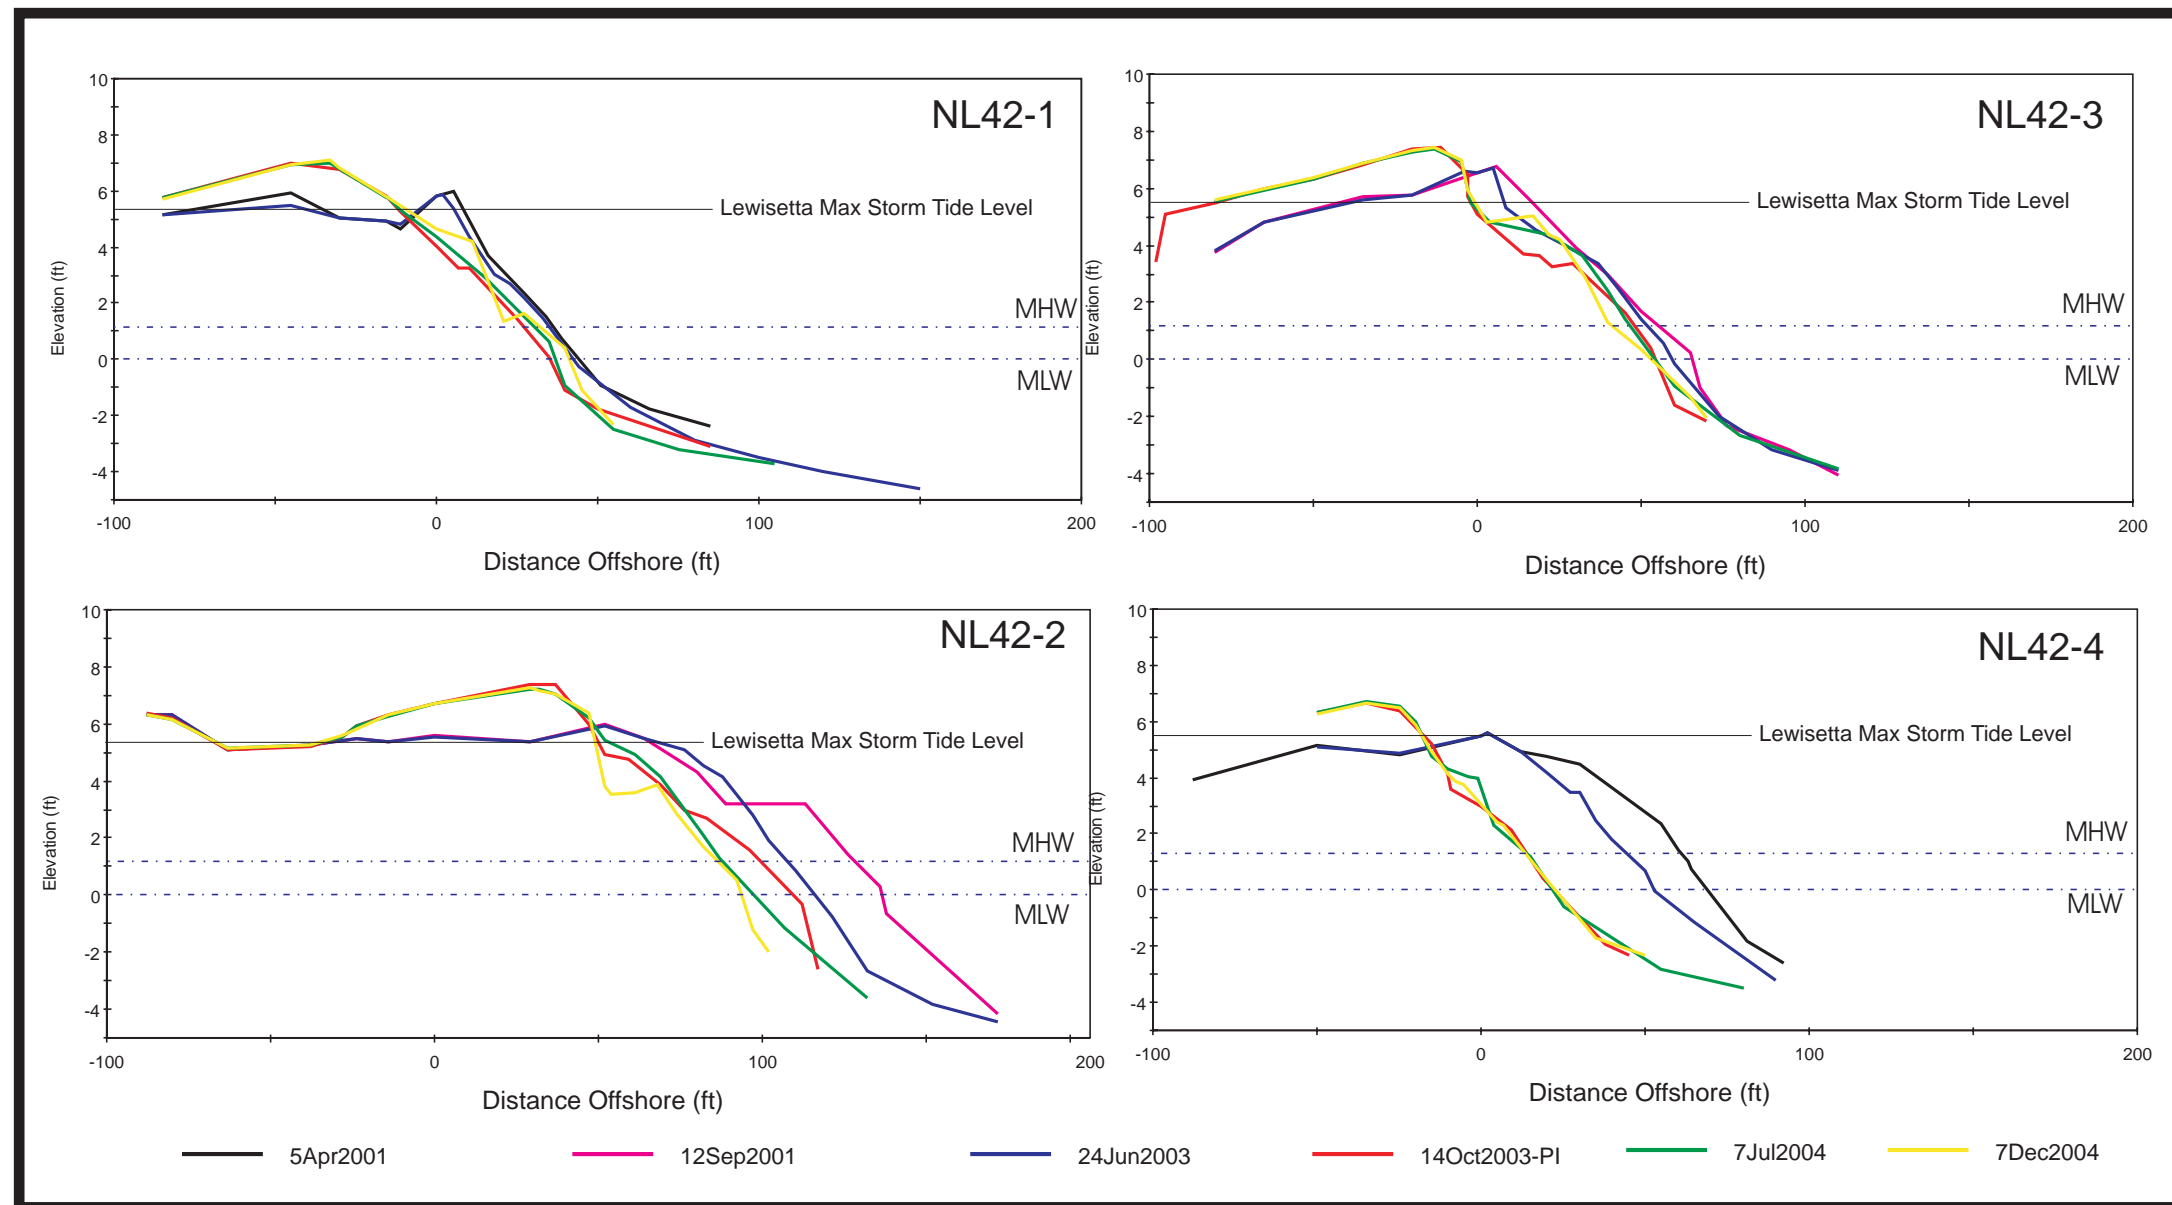 NL42-1
10
8
6
4
2
0
-2
-4
Elevation (ft)
Lewisetta Max Storm Tide Level
MHW
MLW
-100 0 100 200
Distance Offshore (ft)
NL42-3
10
8
6
4
2
0
-2
-4
Elevation (ft)
Lewisetta Max Storm Tide Level
MHW
MLW
-100 0 100 200
Distance Offshore (ft)
NL42-2
10
8
6
4
2
0
-2
-4
Elevation (ft)
Lewisetta Max Storm Tide Level
MHW
MLW
-100 0 100 200
Distance Offshore (ft)
NL42-4
10
8
6
4
2
0
-2
-4
Elevation (ft)
Lewisetta Max Storm Tide Level
MHW
MLW
-100 0 100 200
Distance Offshore (ft)
5Apr2001 12Sep2001 24Jun2003 14Oct2003-PI 7Jul2004 7Dec2004